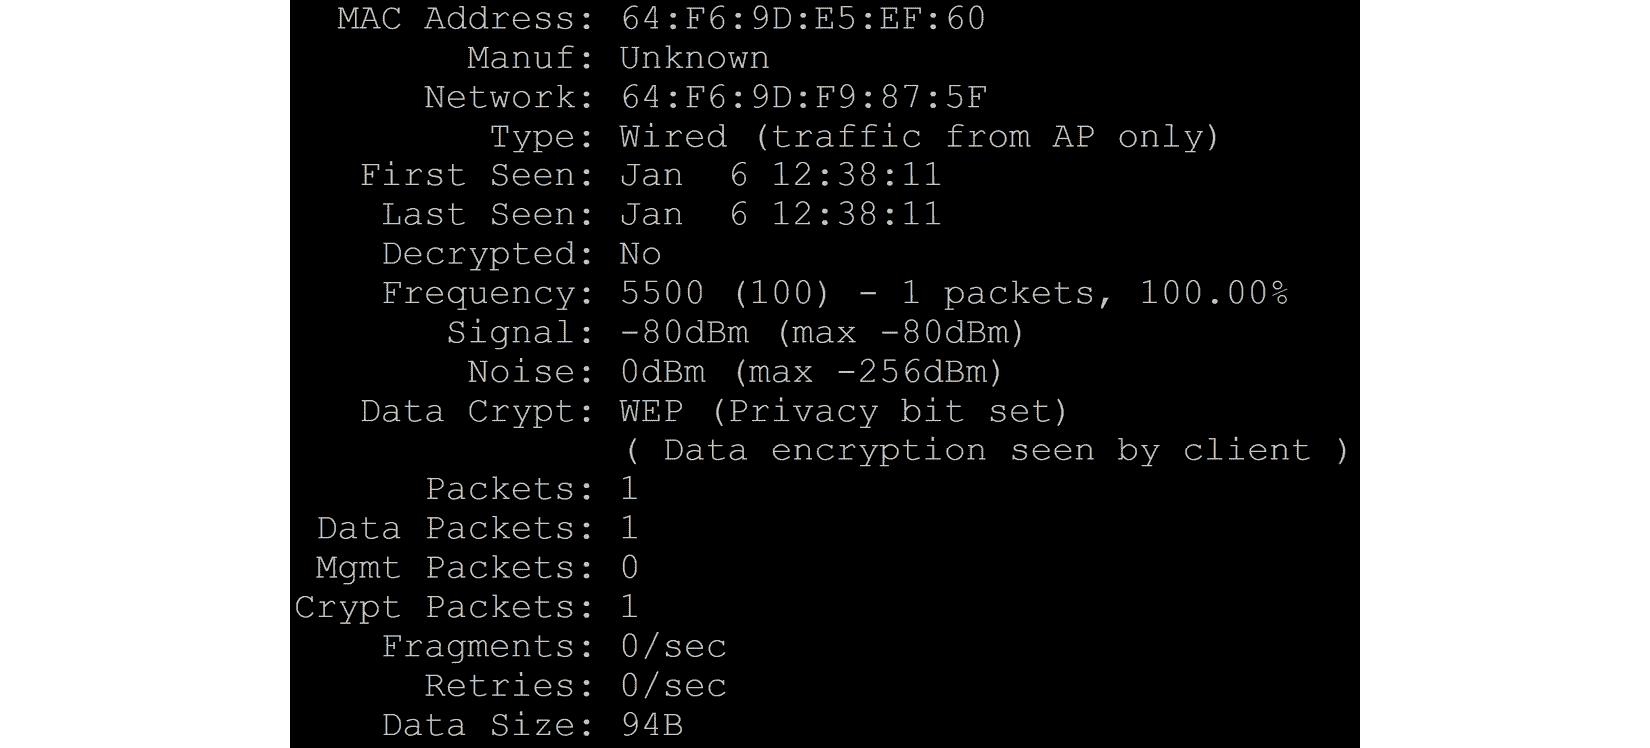 MAC Address: 64:F6:9D:E5:EF:60
Manuf: Unknown
Network: 64:F6:9D:F9:87:5F
Type: Wired (traffic from AP only)
First Seen: Jan  6 12:38:11
Last Seen: Jan  6 12:38:11
Decrypted: No
Frequency: 5500 (100) - 1 packets, 100.00%
Signal: -80dBm (max -80dBm)
Noise: 0dBm (max -256dBm)
Data Crypt: WEP (Privacy bit set)
( Data encryption seen by client )
Packets: 1
Data Packets: 1
Mgmt Packets: 0
Crypt Packets: 1
Fragments: 0/sec
Retries: 0/sec
Data Size: 94B